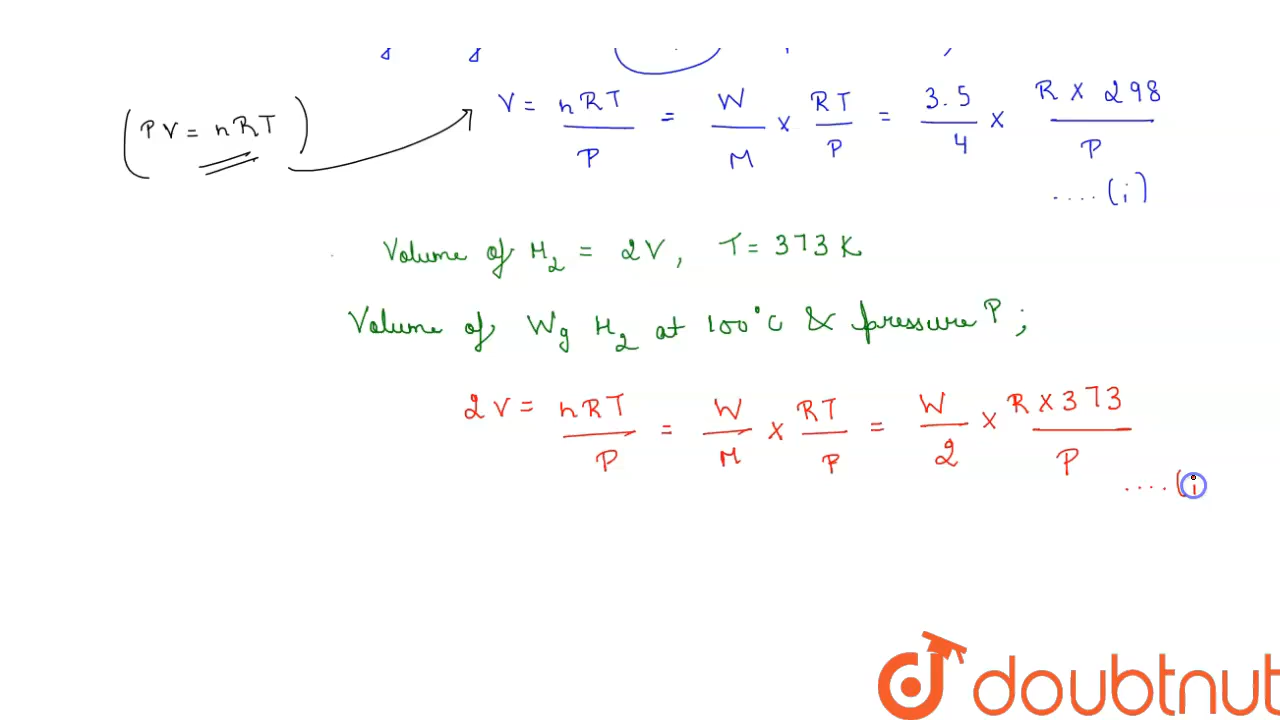 (PV = nRT)
V = nRT/P = W/M × RT/P = 3.5/4 × R × 298/P
....(i)
Volume of H₂ = 2V, T = 373 K
Volume of Wg H₂ at 100°C & pressure P;
2V = nRT/P = W/M × RT/P = W/2 × R × 373/P
....(i
doubtnut